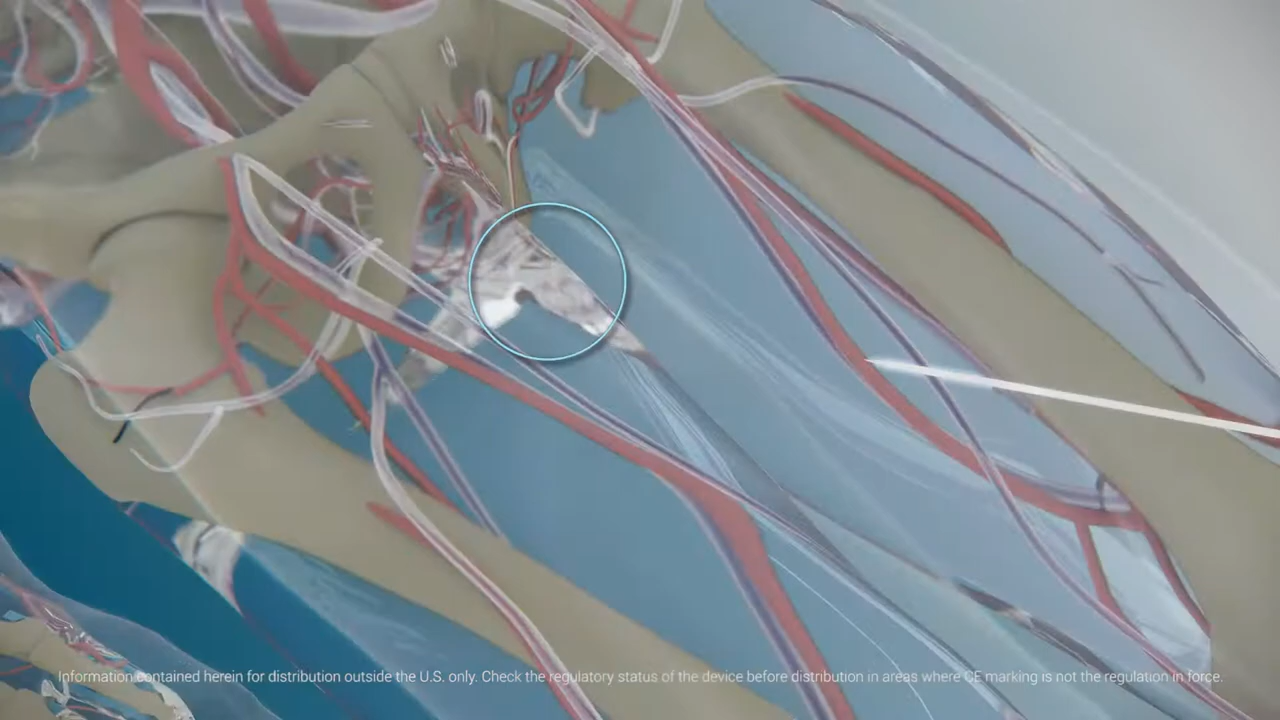 Information contained herein for distribution outside the U.S. only. Check the regulatory status of the device before distribution in areas where CE marking is not the regulation in force.